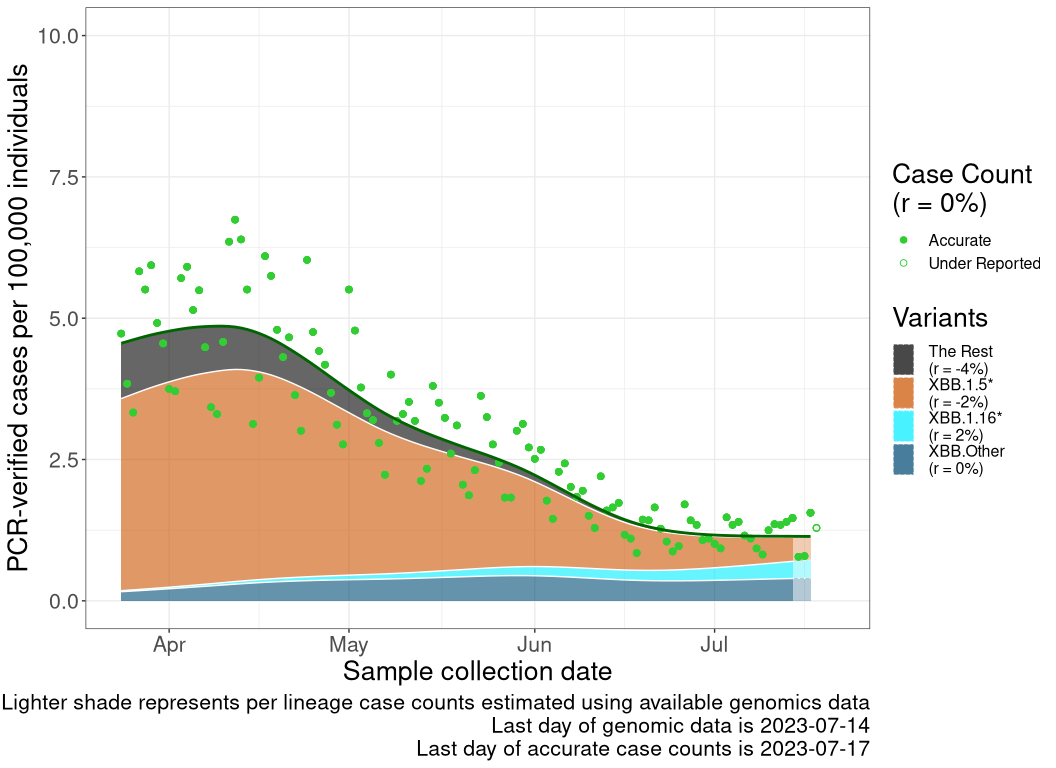 PCR-verified cases per 100,000 individuals
10.0
7.5
5.0
2.5
0.0
Apr
May
Jun
Jul
Sample collection date
Case Count
(r = 0%)
Accurate
Under Reported
Variants
The Rest
(r = -4%)
XBB.1.5*
(r = -2%)
XBB.1.16*
(r = 2%)
XBB.Other
(r = 0%)
Lighter shade represents per lineage case counts estimated using available genomics data
Last day of genomic data is 2023-07-14
Last day of accurate case counts is 2023-07-17